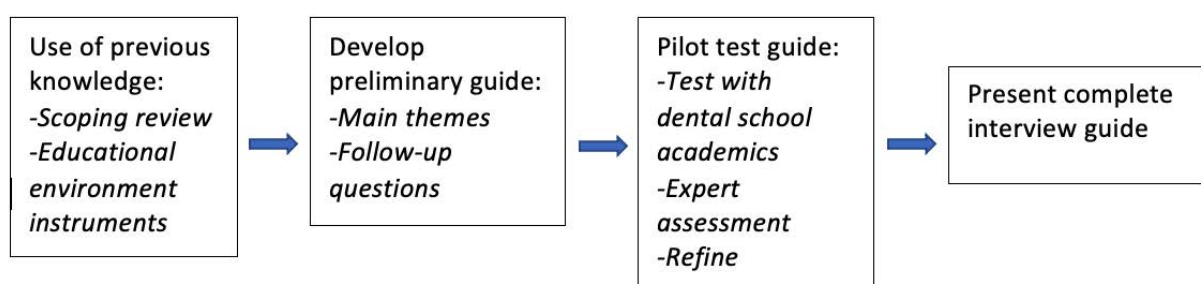 Use of previous
knowledge:
-Scoping review
-Educational
environment
instruments
Develop
preliminary guide:
-Main themes
-Follow-up
questions
Pilot test guide:
-Test with
dental school
academics
-Expert
assessment
-Refine
Present complete
interview guide